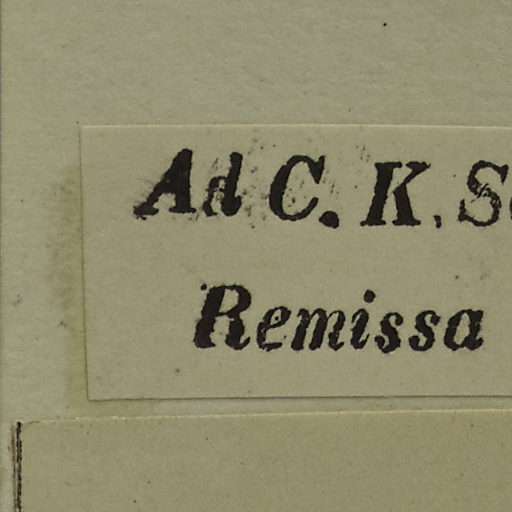 Ad C. K. S
Remissa